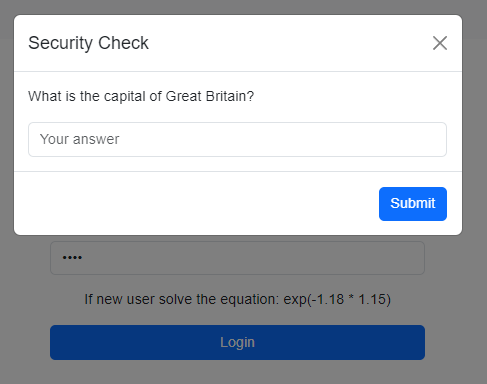 Security Check
What is the capital of Great Britain?
Your answer
Submit
••••
If new user solve the equation: exp(-1.18 * 1.15)
Login